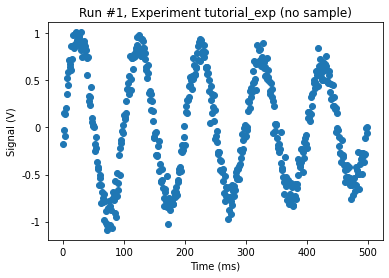 Run #1, Experiment tutorial_exp (no sample)
1
0.5
0
-0.5
-1
Signal (V)
0 100 200 300 400 500
Time (ms)